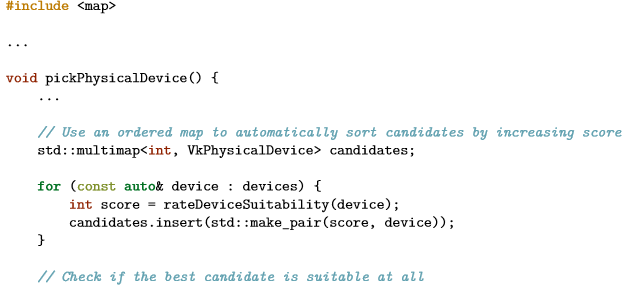 #include <map>
...
void pickPhysicalDevice() {
...
// Use an ordered map to automatically sort candidates by increasing score
std::multimap<int, VkPhysicalDevice> candidates;
for (const auto& device : devices) {
int score = rateDeviceSuitability(device);
candidates.insert(std::make_pair(score, device));
}
// Check if the best candidate is suitable at all